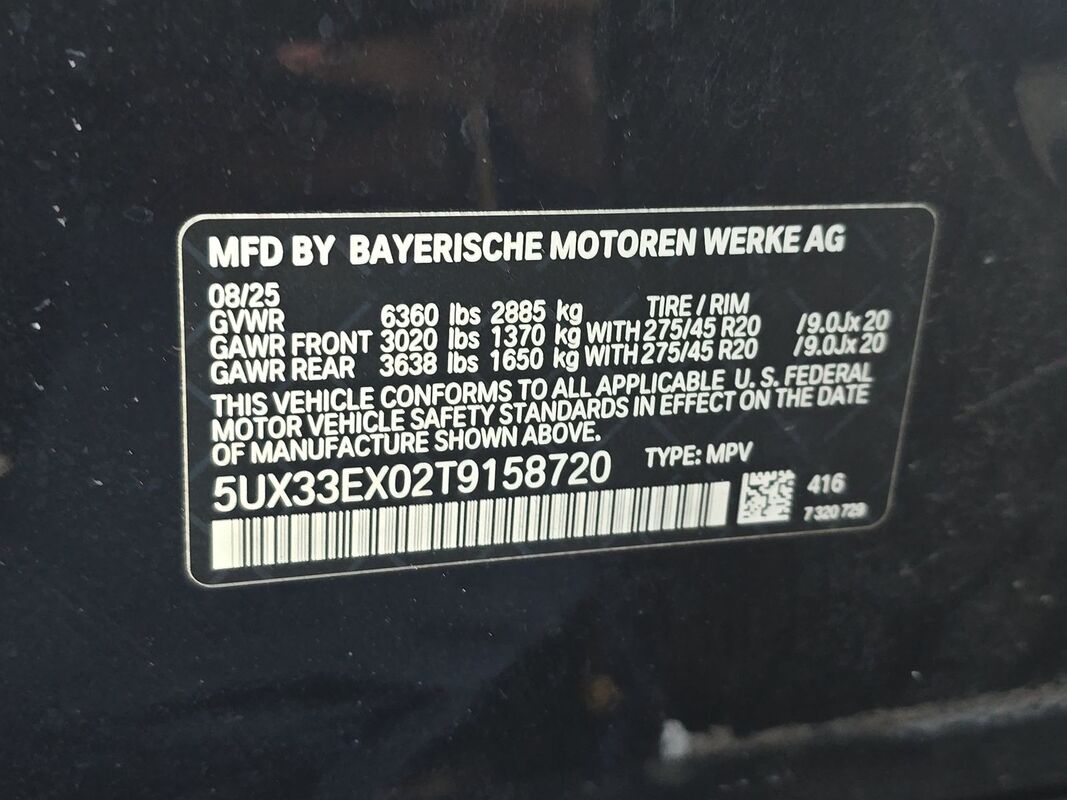 MFD BY BAYERISCHE MOTOREN WERKE AG
08/25 TIRE / RIM
GVWR 6360 lbs 2885 kg
GAWR FRONT 3020 lbs 1370 kg WITH 275/45 R20 /9.0Jx20
GAWR REAR 3638 lbs 1650 kg WITH 275/45 R20 /9.0Jx20
THIS VEHICLE CONFORMS TO ALL APPLICABLE U. S. FEDERAL
MOTOR VEHICLE SAFETY STANDARDS IN EFFECT ON THE DATE
OF MANUFACTURE SHOWN ABOVE.
5UX33EX02T9158720 TYPE: MPV
416
7 320 729